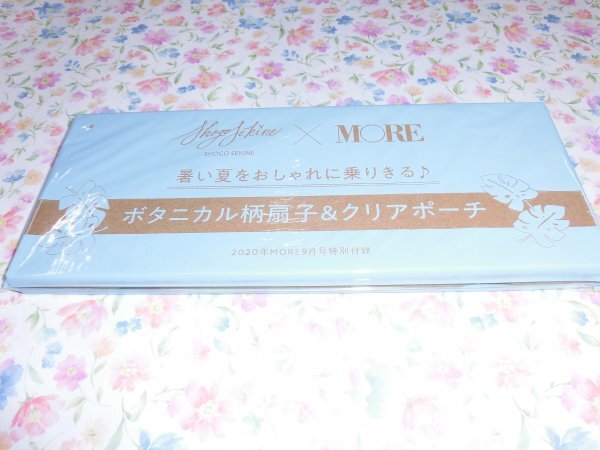 Shogo Sekine × MORE
SHOGO SEKINE
暑い夏をおしゃれに乗りきる♪
ボタニカル柄扇子&クリアポーチ
2020年MORE9月号特別付録